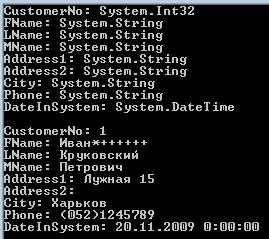 CustomerNo: System.Int32
FName: System.String
LName: System.String
MName: System.String
Address1: System.String
Address2: System.String
City: System.String
Phone: System.String
DateInSystem: System.DateTime
CustomerNo: 1
FName: Иван*++++++
LName: Круковский
MName: Петрович
Address1: Лужная 15
Address2:
City: Харьков
Phone: (052)1245789
DateInSystem: 20.11.2009 0:00:00